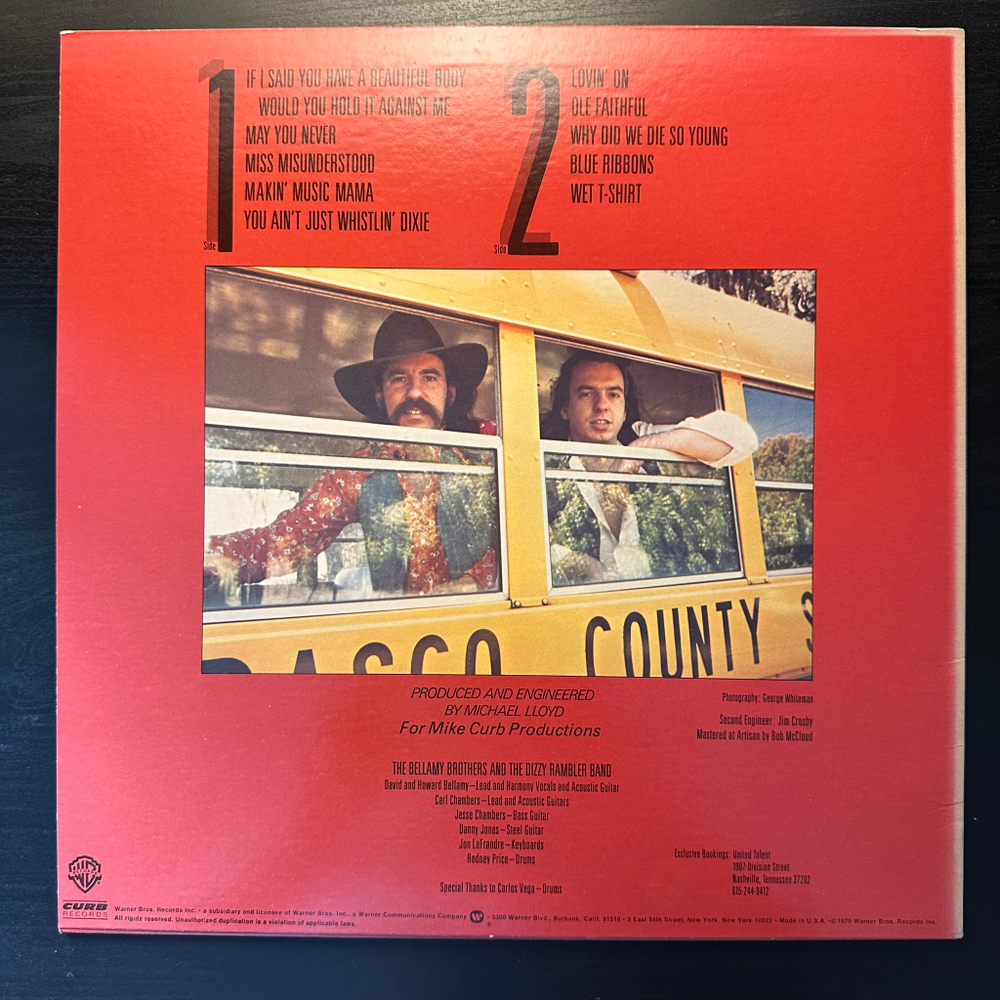 1
Side
IF I SAID YOU HAVE A BEAUTIFUL BODY
WOULD YOU HOLD IT AGAINST ME
MAY YOU NEVER
MISS MISUNDERSTOOD
MAKIN' MUSIC MAMA
YOU AIN'T JUST WHISTLIN' DIXIE
2
Side
LOVIN' ON
OLE FAITHFUL
WHY DID WE DIE SO YOUNG
BLUE RIBBONS
WET T-SHIRT
PASCO COUNTY S
PRODUCED AND ENGINEERED
BY MICHAEL LLOYD
For Mike Curb Productions
Photography: George Whiteman
Second Engineer: Jim Crosby
Mastered at Artisan by Bob McCloud
THE BELLAMY BROTHERS AND THE DIZZY RAMBLER BAND
David and Howard Bellamy—Lead and Harmony Vocals and Acoustic Guitar
Carl Chambers—Lead and Acoustic Guitars
Jesse Chambers—Bass Guitar
Danny Jones—Steel Guitar
Jon LaFrandre—Keyboards
Rodney Price—Drums
Special Thanks to Carlos Vega—Drums
Exclusive Bookings: United Talent
1907 Division Street
Nashville, Tennessee 37202
615-244-9412
CURB
RECORDS
Warner Bros. Records Inc. • a subsidiary and licensee of Warner Bros. Inc., a Warner Communications Company • 3300 Warner Blvd., Burbank, Calif. 91510 • 3 East 54th Street, New York, New York 10022 • Made in U.S.A. ©1979 Warner Bros. Records Inc.
All rights reserved. Unauthorized duplication is a violation of applicable laws. ®